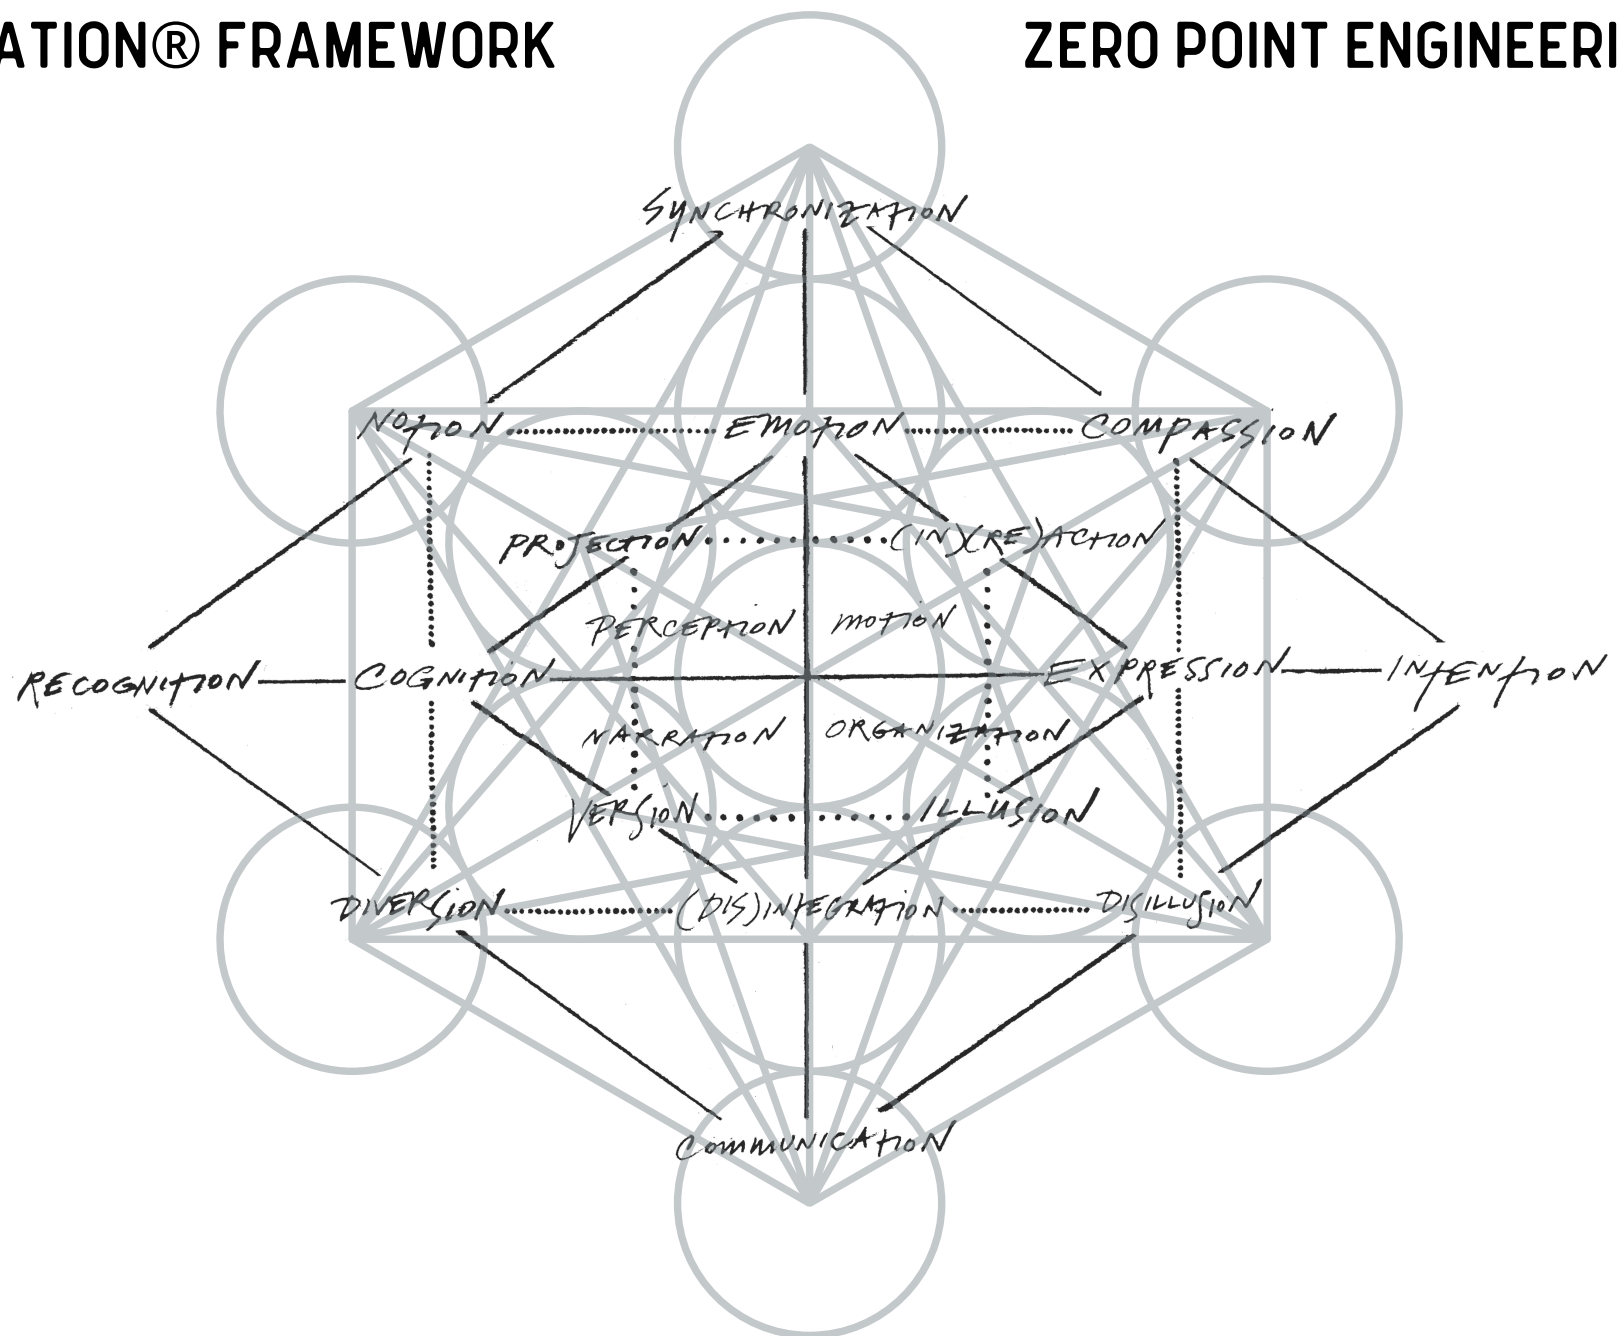 ATION® FRAMEWORK
ZERO POINT ENGINEERI
SYNCHRONIZATION
NOTION EMOTION COMPASSION
PROJECTION (IN)(RE)ACTION
PERCEPTION MOTION
RECOGNITION COGNITION EXPRESSION INTENTION
NARRATION ORGANIZATION
VERSION ILLUSION
DIVERSION (DIS)INTEGRATION DISILLUSION
COMMUNICATION